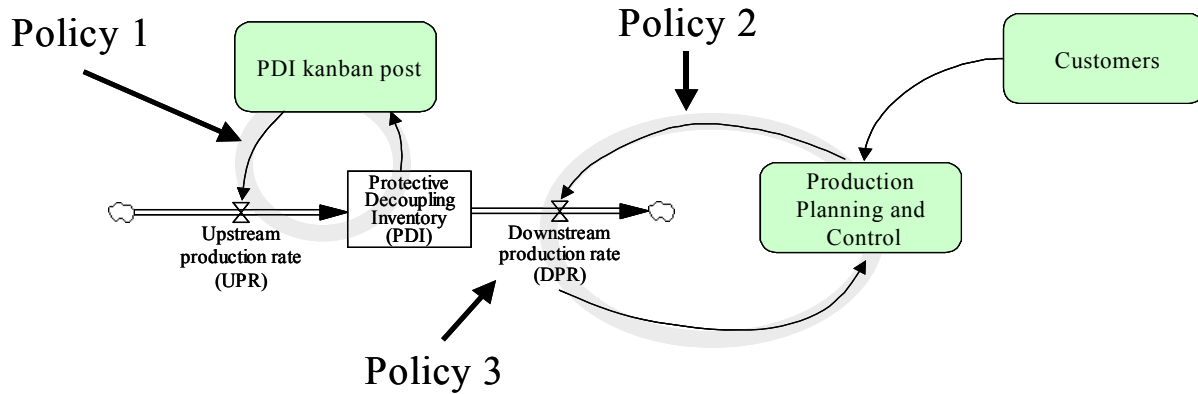 Policy 1
PDI kanban post
Policy 2
Customers
Protective
Decoupling
Inventory
(PDI)
Production
Planning and
Control
Upstream
production rate
(UPR)
Downstream
production rate
(DPR)
Policy 3